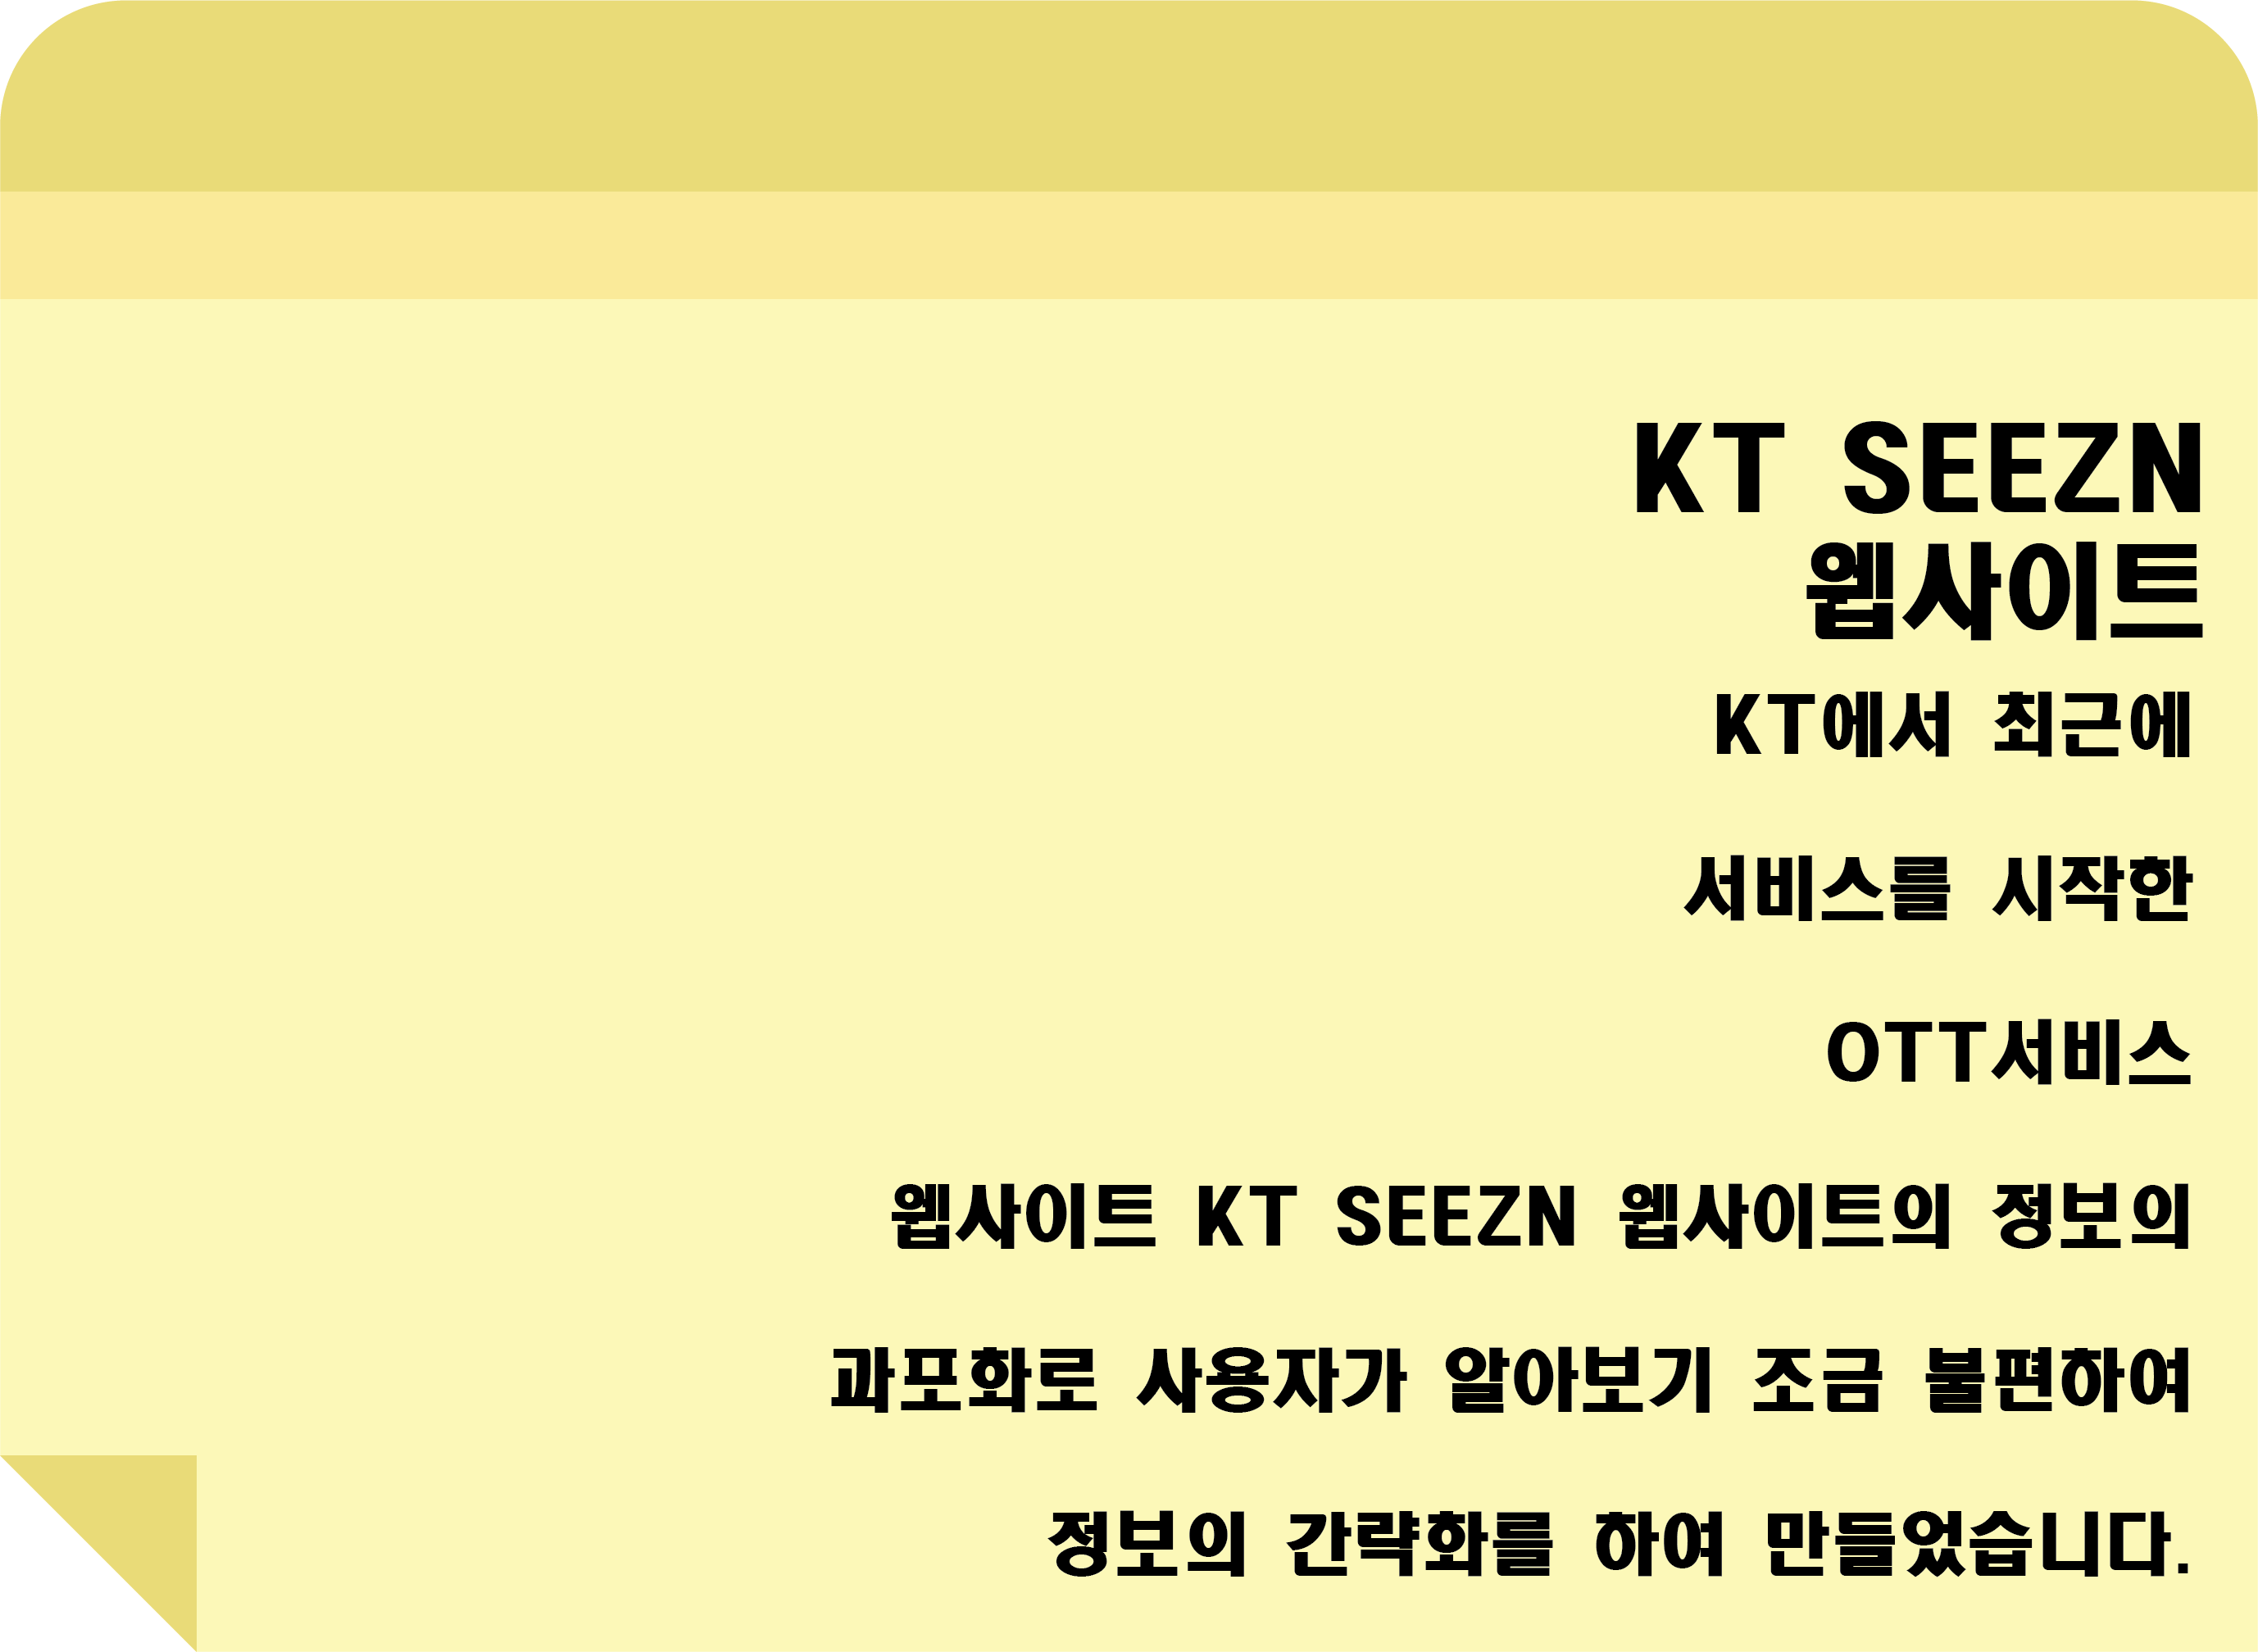 KT SEEZN
웹사이트
KT에서 최근에
서비스를 시작한
OTT서비스
웹사이트 KT SEEZN 웹사이트의 정보의
과포화로 사용자가 알아보기 조금 불편하여
정보의 간략화를 하여 만들었습니다.